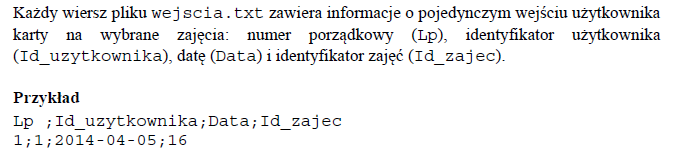 Każdy wiersz pliku wejscia.txt zawiera informacje o pojedynczym wejściu użytkownika
karty na wybrane zajęcia: numer porządkowy (Lp), identyfikator użytkownika
(Id_uzytkownika), datę (Data) i identyfikator zajęć (Id_zajec).
Przykład
Lp ;Id_uzytkownika;Data;Id_zajec
1;1;2014-04-05;16